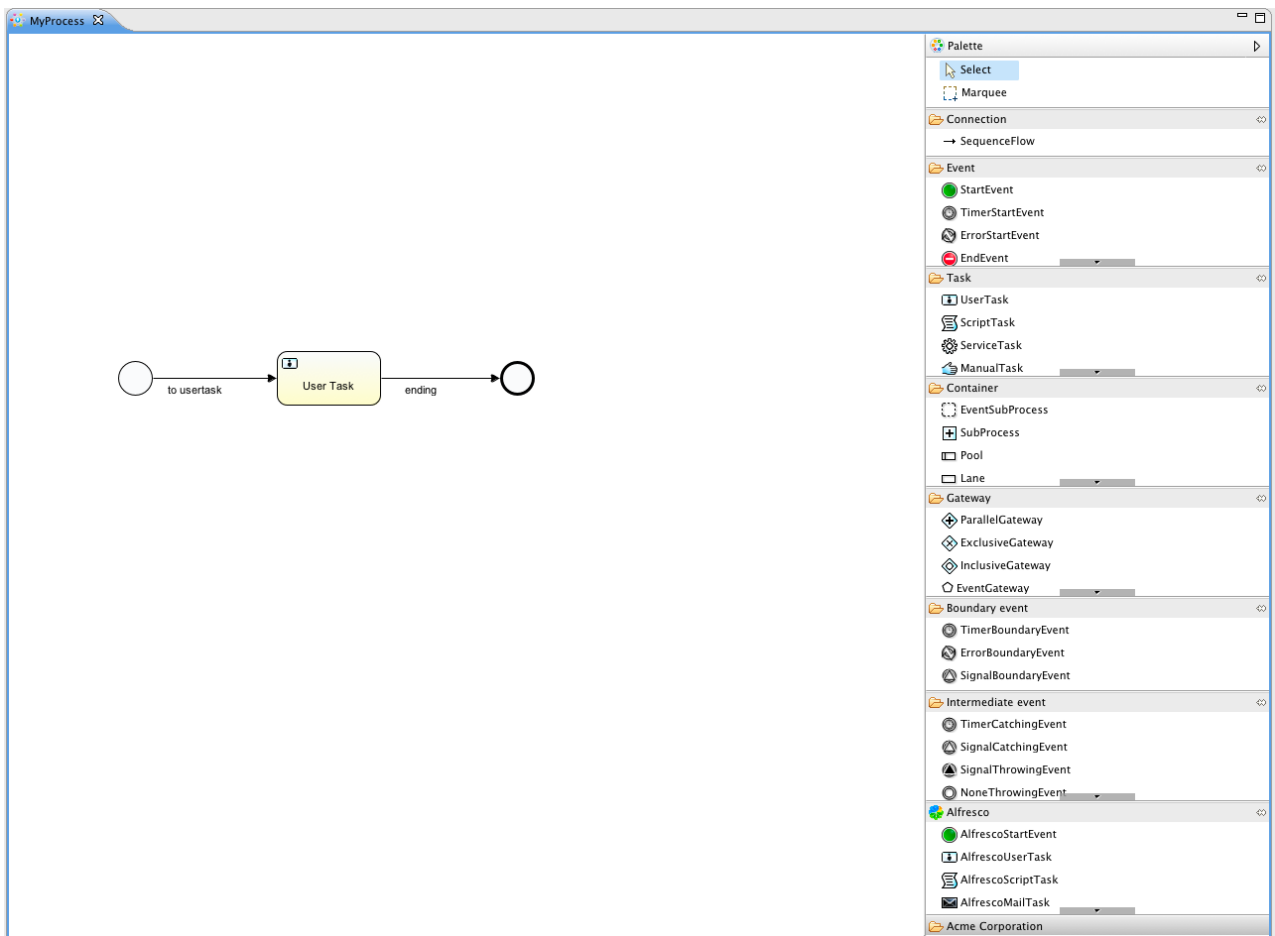 MyProcess
Palette
Select
Marquee
Connection
SequenceFlow
Event
StartEvent
TimerStartEvent
ErrorStartEvent
EndEvent
Task
UserTask
ScriptTask
ServiceTask
ManualTask
Container
EventSubProcess
SubProcess
Pool
Lane
Gateway
ParallelGateway
ExclusiveGateway
InclusiveGateway
EventGateway
Boundary event
TimerBoundaryEvent
ErrorBoundaryEvent
SignalBoundaryEvent
Intermediate event
TimerCatchingEvent
SignalCatchingEvent
SignalThrowingEvent
NoneThrowingEvent
Alfresco
AlfrescoStartEvent
AlfrescoUserTask
AlfrescoScriptTask
AlfrescoMailTask
Acme Corporation
to usertask
User Task
ending